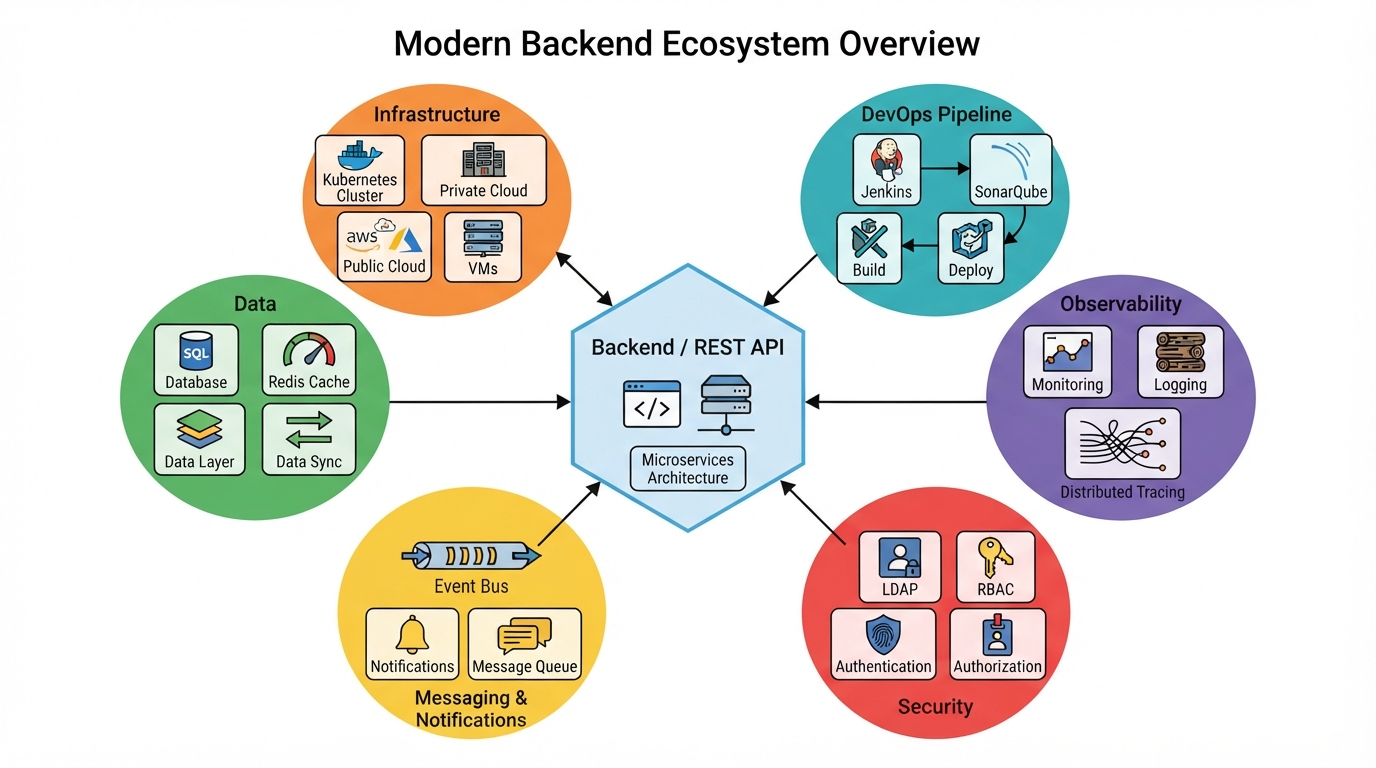 Modern Backend Ecosystem Overview
Infrastructure
Kubernetes
Cluster
Private Cloud
aws
Public Cloud
VMs
DevOps Pipeline
Jenkins
SonarQube
Build
Deploy
Data
SQL
Database
Redis Cache
Data Layer
Data Sync
Backend / REST API
</>
Microservices
Architecture
Observability
Monitoring
Logging
Distributed Tracing
Event Bus
Notifications
Message Queue
Messaging &
Notifications
LDAP
RBAC
Authentication
Authorization
Security